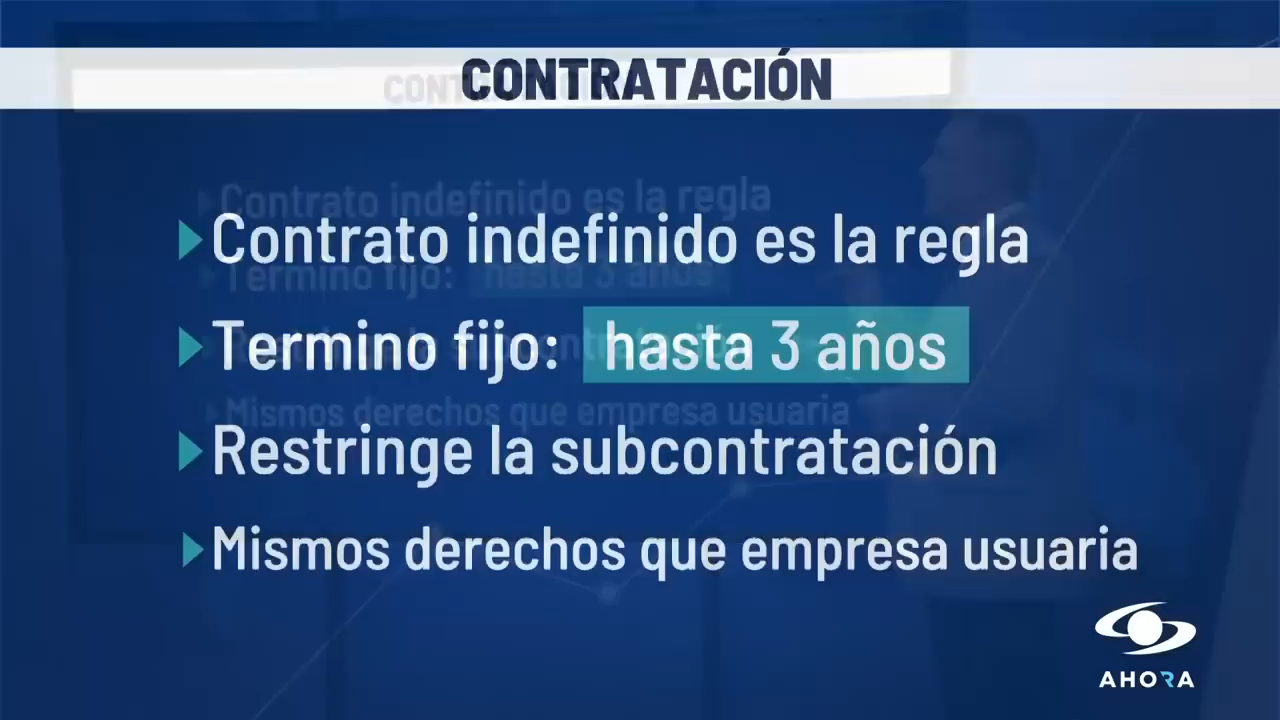 CONTRATACIÓN
Contrato indefinido es la regla
Termino fijo: hasta 3 años
Restringe la subcontratación
Mismos derechos que empresa usuaria
AHORA